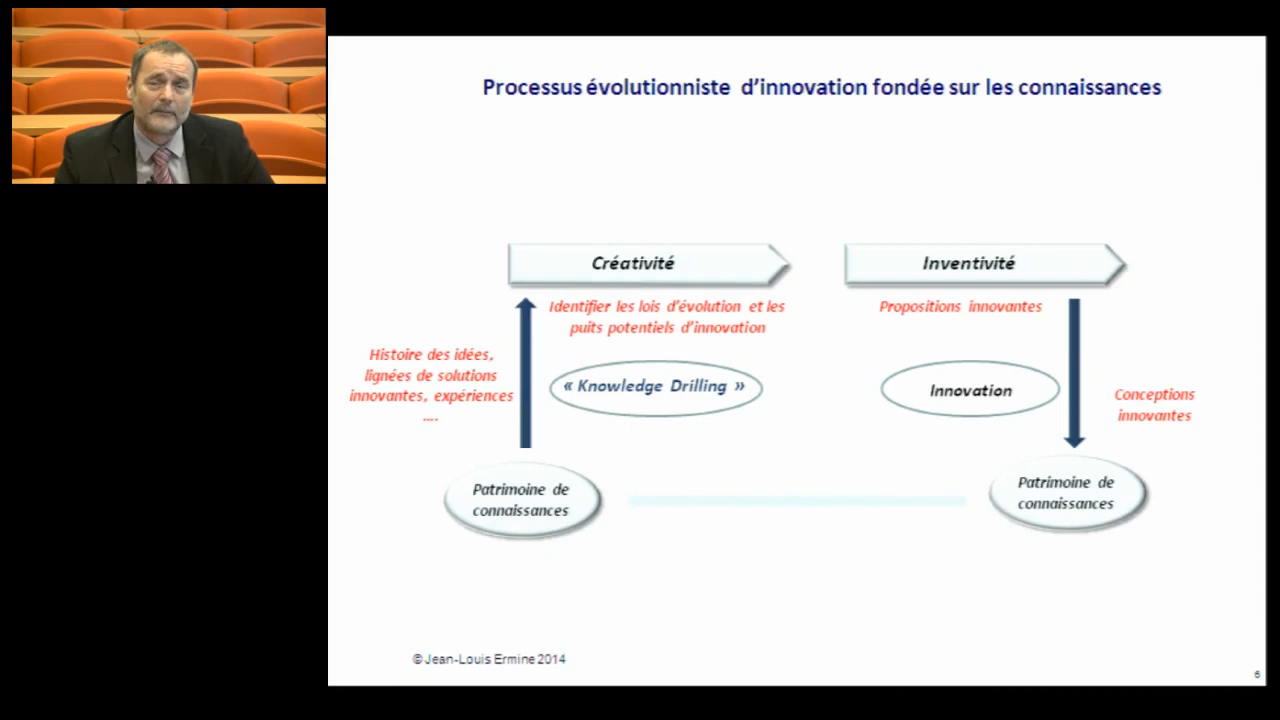 Processus évolutionniste d'innovation fondée sur les connaissances
Créativité
Inventivité
Identifier les lois d'évolution et les
puits potentiels d'innovation
Propositions innovantes
Histoire des idées,
lignées de solutions
innovantes, expériences
....
« Knowledge Drilling »
Innovation
Conceptions
innovantes
Patrimoine de
connaissances
Patrimoine de
connaissances
© Jean-Louis Ermine 2014
6